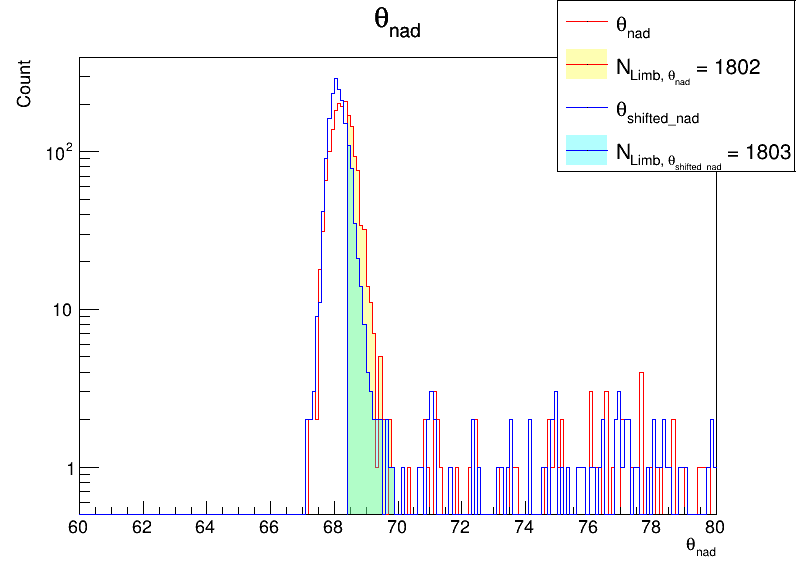 θnad
θnad
NLimb, θnad = 1802
θshifted_nad
NLimb, θshifted_nad = 1803
Count
10²
10
1
60 62 64 66 68 70 72 74 76 78 80
θnad